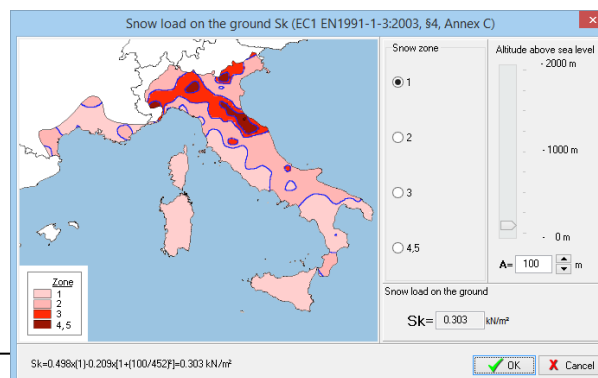 Snow load on the ground Sk (EC1 EN1991-1-3:2003, §4, Annex C)
Snow zone
1
2
3
4,5
Altitude above sea level
- 2000 m
- 1000 m
- 0 m
A= 100 m
Zone
1
2
3
4,5
Snow load on the ground
Sk= 0.303 kN/m²
Sk=0.498x(1)-0.209x[1+(100/452)²]=0.303 kN/m²
OK
Cancel